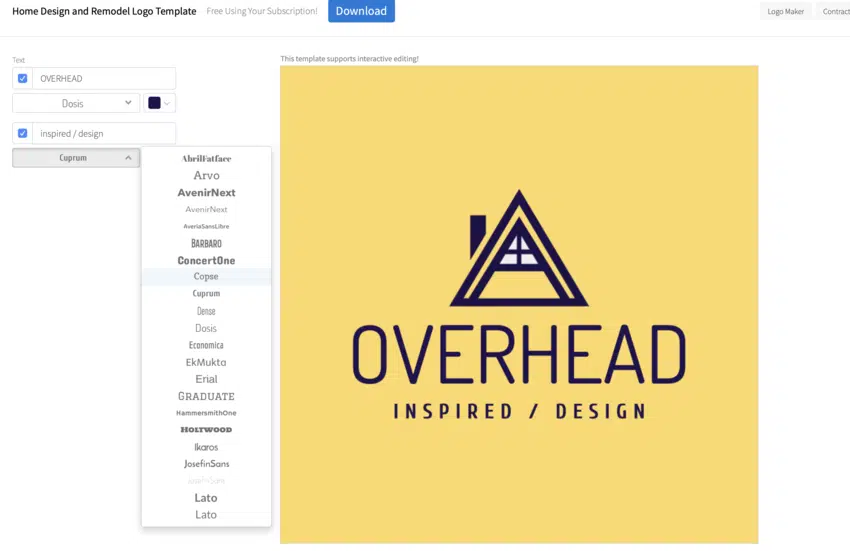 Home Design and Remodel Logo Template Free Using Your Subscription! Download Logo Maker Contract
Text
This template supports interactive editing!
OVERHEAD
Dosis
inspired / design
Cuprum
AbrilFatface
Arvo
AvenirNext
AvenirNext
AveriaSansLibre
BARBARO
ConcertOne
Copse
Cuprum
Dense
Dosis
Economica
EkMukta
Erial
GRADUATE
HammersmithOne
HOLTWOOD
Ikaros
JosefinSans
JosefinSans
Lato
Lato
OVERHEAD
INSPIRED / DESIGN